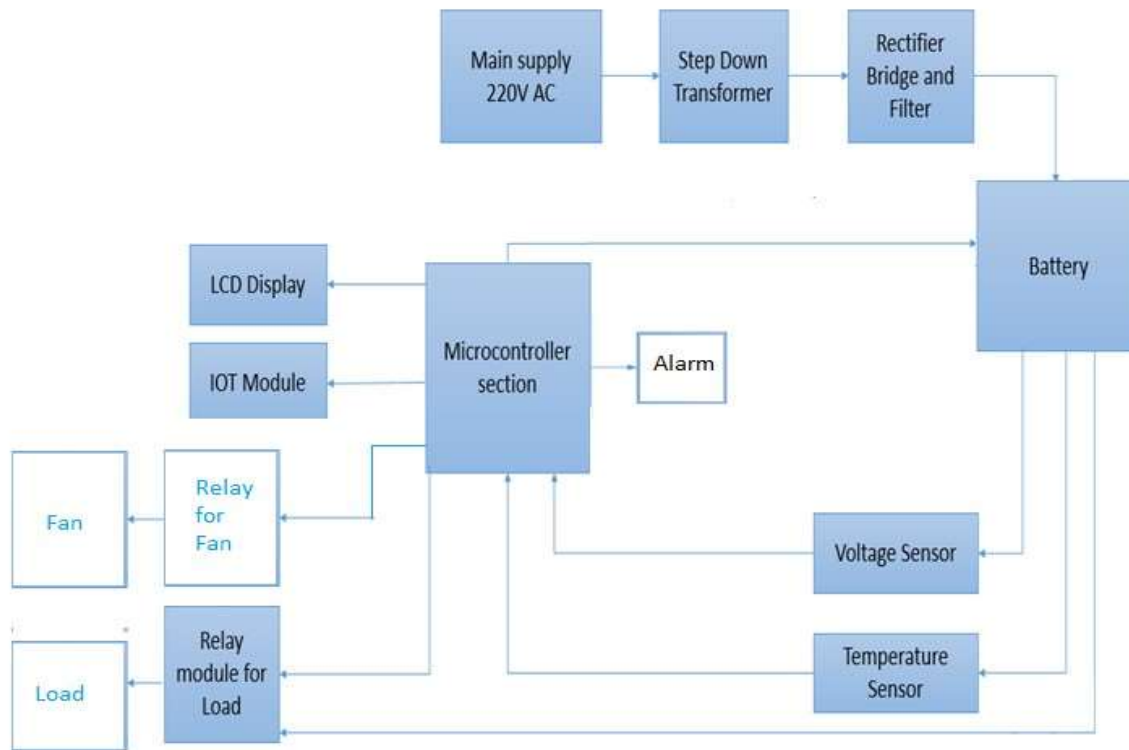 Main supply
220V AC
Step Down
Transformer
Rectifier
Bridge and
Filter
Battery
LCD Display
Microcontroller
section
Alarm
IOT Module
Relay
for
Fan
Fan
Voltage Sensor
Relay
module for
Load
Load
Temperature
Sensor